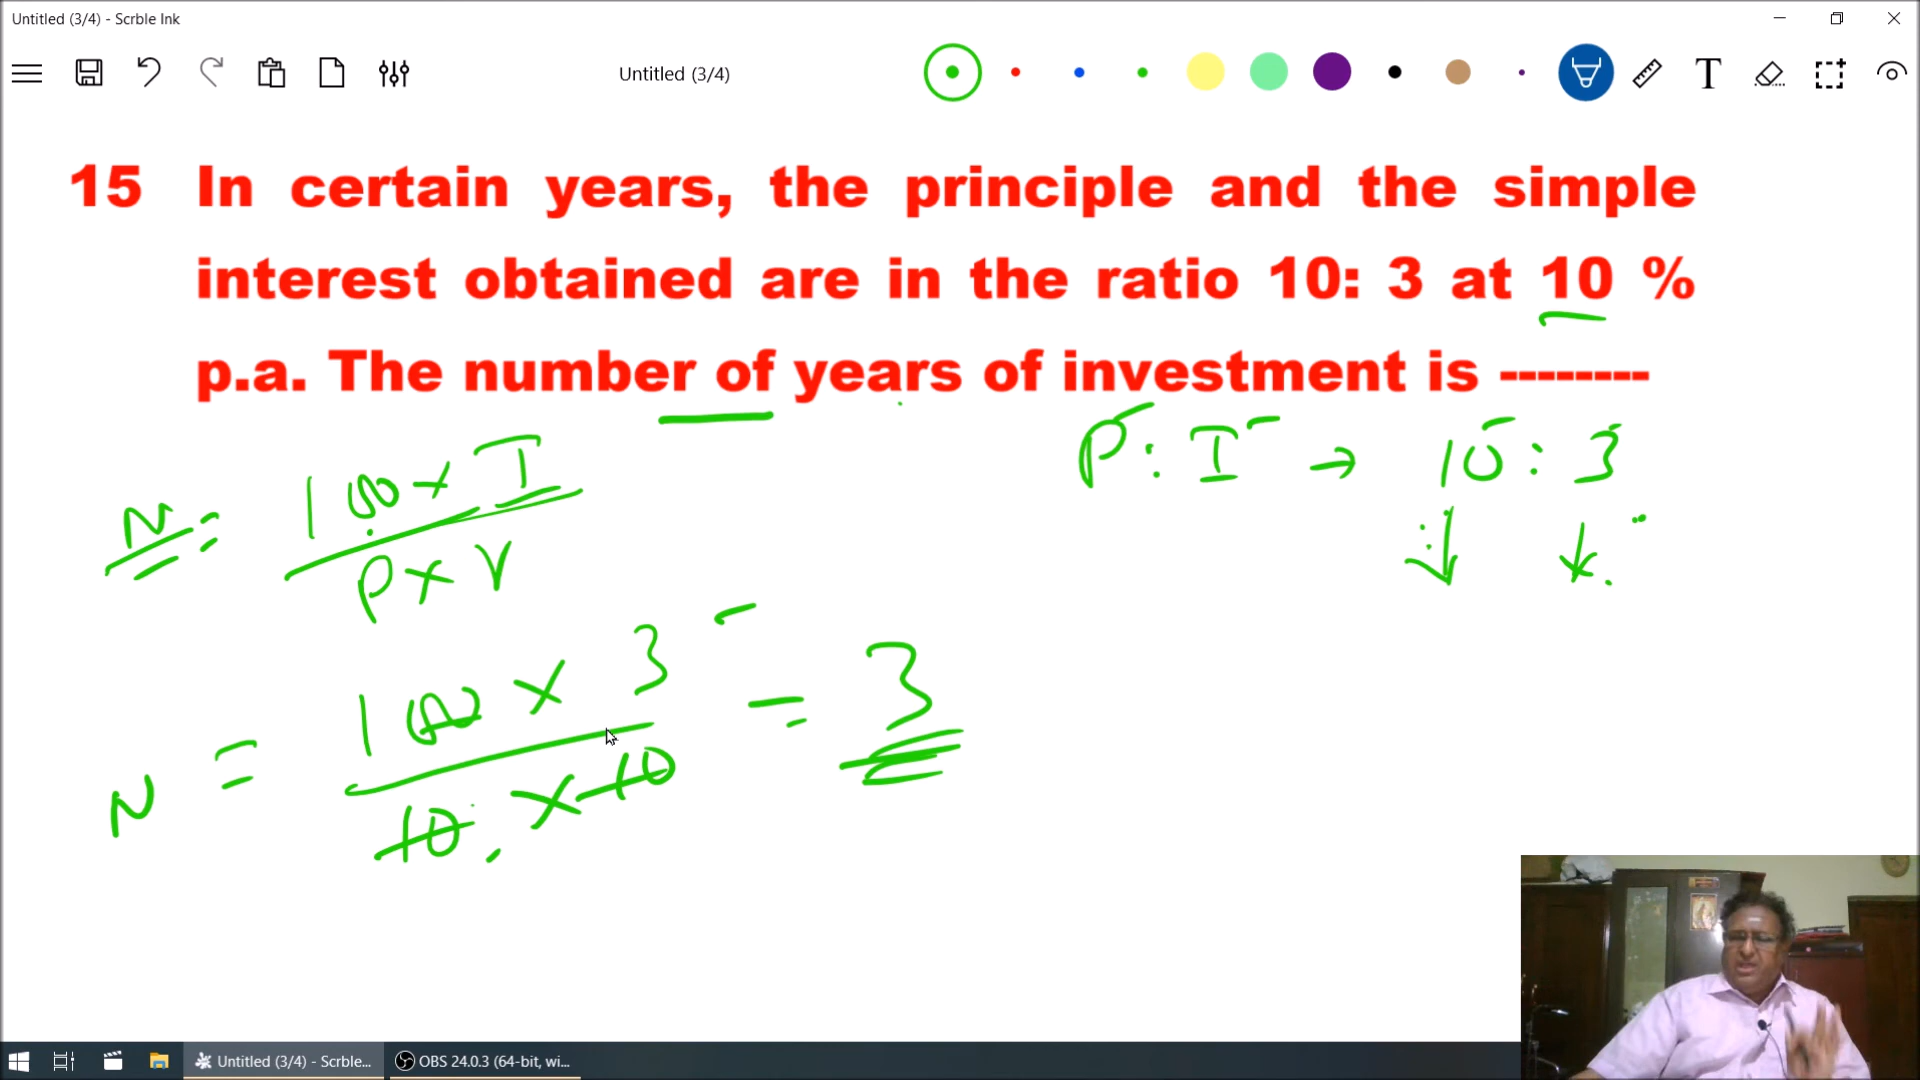 Untitled (3/4) - Scrble Ink
Untitled (3/4)
T
15 In certain years, the principle and the simple
interest obtained are in the ratio 10: 3 at 10 %
p.a. The number of years of investment is --------
P : I → 10 : 3
N = 100 × I
P × r
N = 100 × 3 = 3
10 × 10
Untitled (3/4) - Scrble...
OBS 24.0.3 (64-bit, wi...